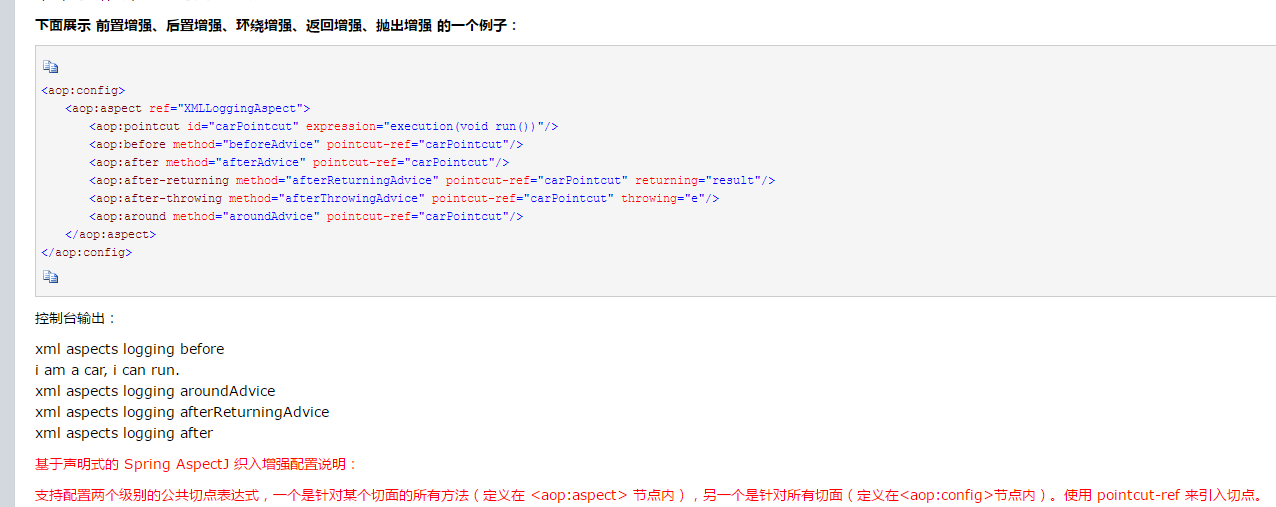 下面展示 前置增强、后置增强、环绕增强、返回增强、抛出增强 的一个例子：
<aop:config>
<aop:aspect ref="XMLLoggingAspect">
<aop:pointcut id="carPointcut" expression="execution(void run())"/>
<aop:before method="beforeAdvice" pointcut-ref="carPointcut"/>
<aop:after method="afterAdvice" pointcut-ref="carPointcut"/>
<aop:after-returning method="afterReturningAdvice" pointcut-ref="carPointcut" returning="result"/>
<aop:after-throwing method="afterThrowingAdvice" pointcut-ref="carPointcut" throwing="e"/>
<aop:around method="aroundAdvice" pointcut-ref="carPointcut"/>
</aop:aspect>
</aop:config>
控制台输出：
xml aspects logging before
i am a car, i can run.
xml aspects logging aroundAdvice
xml aspects logging afterReturningAdvice
xml aspects logging after
基于声明式的 Spring AspectJ 织入增强配置说明：
支持配置两个级别的公共切点表达式，一个是针对某个切面的所有方法（定义在 <aop:aspect> 节点内），另一个是针对所有切面（定义在<aop:config>节点内）。使用 pointcut-ref 来引入切点。